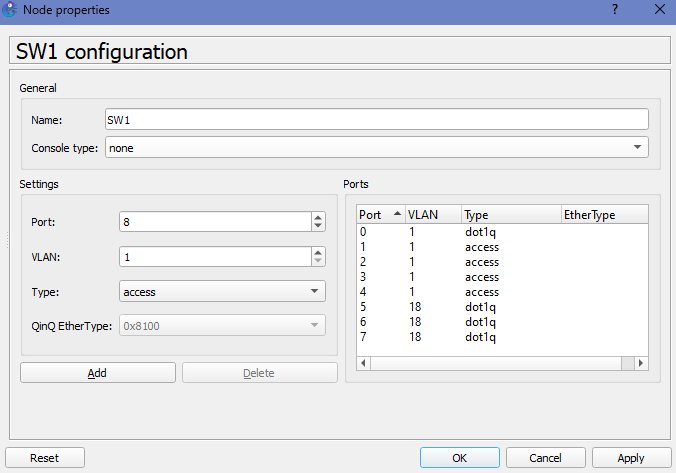 Node properties
?
SW1 configuration
General
Name: SW1
Console type: none
Settings
Port: 8
VLAN: 1
Type: access
QinQ EtherType: 0x8100
Add Delete
Ports
Port VLAN Type EtherType
0 1 dot1q
1 1 access
2 1 access
3 1 access
4 1 access
5 18 dot1q
6 18 dot1q
7 18 dot1q
Reset OK Cancel Apply